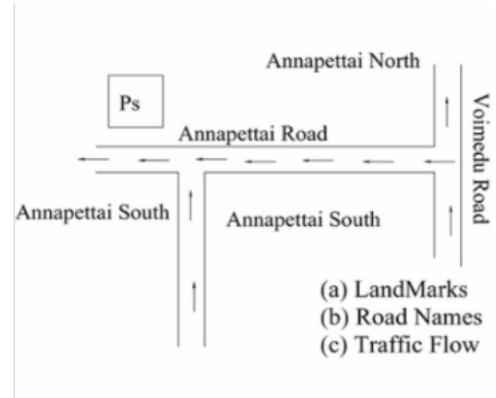 Annapettai North
Ps
Annapettai Road
Voimedu Road
Annapettai South
Annapettai South
(a) LandMarks
(b) Road Names
(c) Traffic Flow